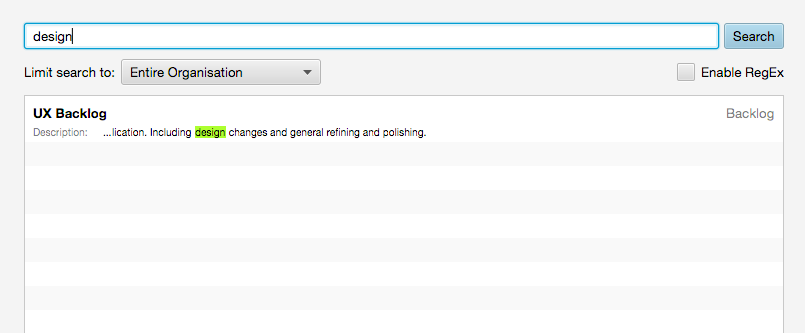 design
Search
Limit search to:
Entire Organisation
Enable RegEx
UX Backlog
Backlog
Description: ...lication. Including design changes and general refining and polishing.